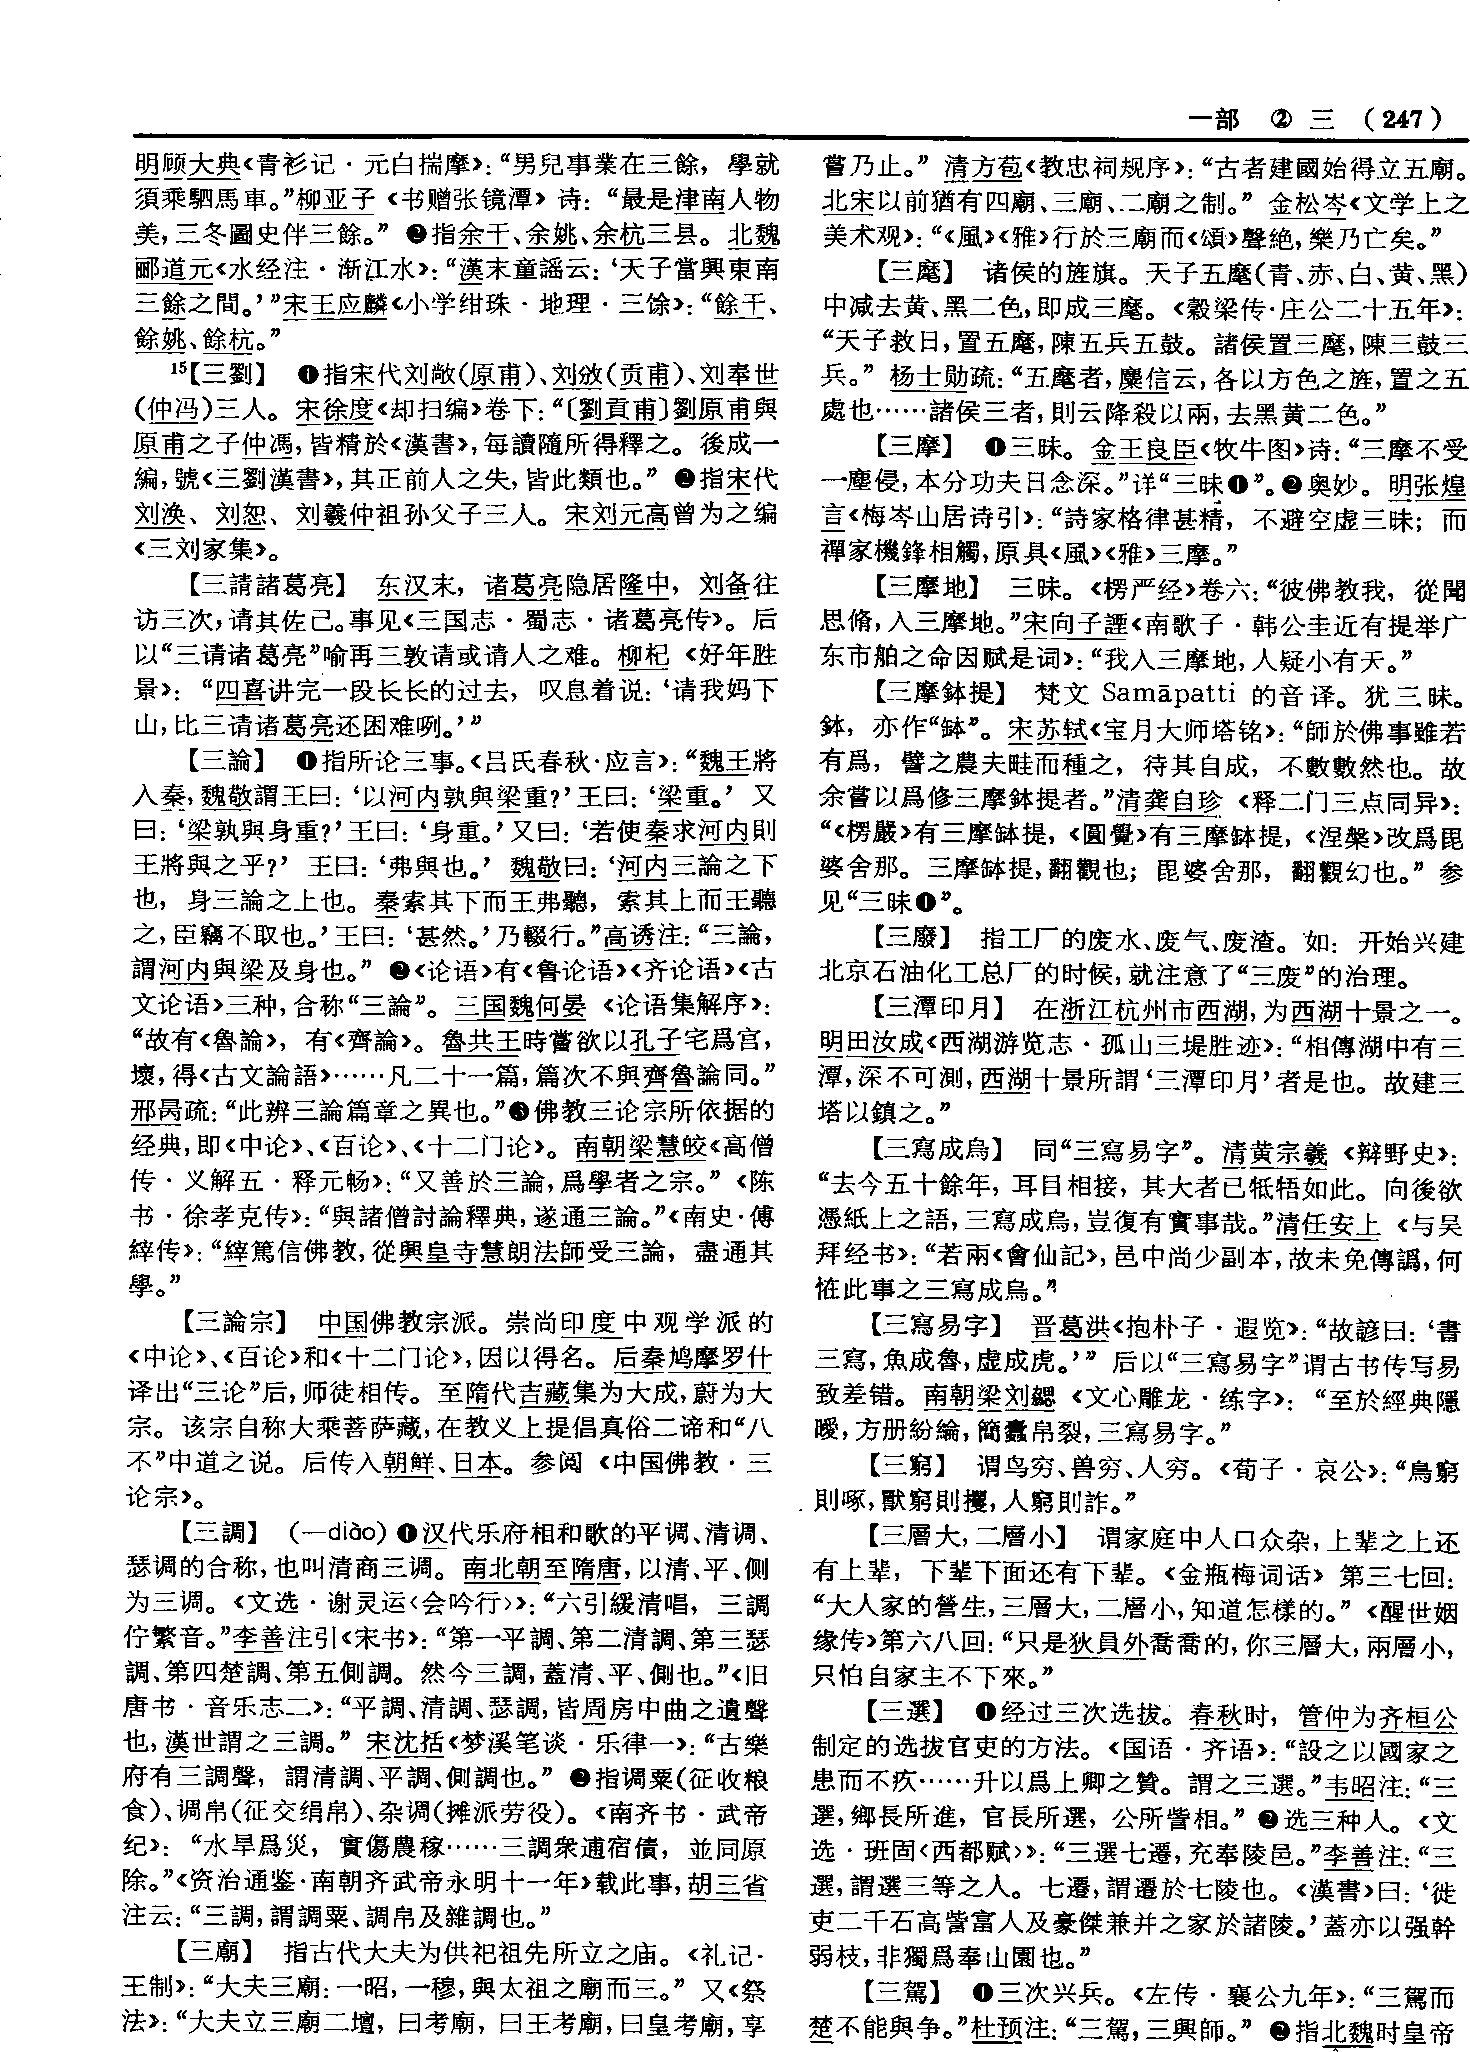 一部 ② 三 （247）
明顾大典《青衫记·元白揣摩》：“男兒事業在三餘，學就
須乘駟馬車。”柳亚子《书赠张镜潭》诗：“最是津南人物
美，三冬圖史伴三餘。” ❷指余干、余姚、余杭三县。北魏
郦道元《水经注·渐江水》：“漢末童謡云：‘天子當興東南
三餘之間。’”宋王应麟《小学绀珠·地理·三馀》：“餘干、
餘姚、餘杭。”
¹⁵【三劉】 ❶指宋代刘敞(原甫)、刘攽(贡甫)、刘奉世
(仲冯)三人。宋徐度《却扫编》卷下：“〔劉貢甫〕劉原甫與
原甫之子仲馮，皆精於《漢書》，每讀隨所得釋之。後成一
編，號《三劉漢書》，其正前人之失，皆此類也。” ❷指宋代
刘涣、刘恕、刘羲仲祖孙父子三人。宋刘元高曾为之编
《三刘家集》。
【三請諸葛亮】 东汉末，诸葛亮隐居隆中，刘备往
访三次，请其佐己。事见《三国志·蜀志·诸葛亮传》。后
以“三请诸葛亮”喻再三敦请或请人之难。柳杞《好年胜
景》：“四喜讲完一段长长的过去，叹息着说：‘请我妈下
山，比三请诸葛亮还困难咧。’”
【三論】 ❶指所论三事。《吕氏春秋·应言》：“魏王將
入秦，魏敬謂王曰：‘以河内孰與梁重?’王曰：‘梁重。’又
曰：‘梁孰與身重?’王曰：‘身重。’又曰：‘若使秦求河内則
王將與之乎?’王曰：‘弗與也。’魏敬曰：‘河内三論之下
也，身三論之上也。秦索其下而王弗聽，索其上而王聽
之，臣竊不取也。’王曰：‘甚然。’乃輟行。”高诱注：“三論，
謂河内與梁及身也。” ❷《论语》有《鲁论语》《齐论语》《古
文论语》三种，合称“三論”。三国魏何晏《论语集解序》：
“故有《魯論》，有《齊論》。魯共王時嘗欲以孔子宅爲宫，
壞，得《古文論語》……凡二十一篇，篇次不與齊魯論同。”
邢昺疏：“此辨三論篇章之異也。”❸佛教三论宗所依据的
经典，即《中论》、《百论》、《十二门论》。南朝梁慧皎《高僧
传·义解五·释元畅》：“又善於三論，爲學者之宗。”《陈
书·徐孝克传》：“與諸僧討論釋典，遂通三論。”《南史·傅
縡传》：“縡篤信佛教，從興皇寺慧朗法師受三論，盡通其
學。”
【三論宗】 中国佛教宗派。崇尚印度中观学派的
《中论》、《百论》和《十二门论》，因以得名。后秦鸠摩罗什
译出“三论”后，师徒相传。至隋代吉藏集为大成，蔚为大
宗。该宗自称大乘菩萨藏，在教义上提倡真俗二谛和“八
不”中道之说。后传入朝鲜、日本。参阅《中国佛教·三
论宗》。
【三調】 (—diào) ❶汉代乐府相和歌的平调、清调、
瑟调的合称，也叫清商三调。南北朝至隋唐，以清、平、侧
为三调。《文选·谢灵运〈会吟行〉》：“六引緩清唱，三調
佇繁音。”李善注引《宋书》：“第一平調、第二清調、第三瑟
調、第四楚調、第五側調。然今三調，蓋清、平、側也。”《旧
唐书·音乐志二》：“平調、清調、瑟調，皆周房中曲之遺聲
也，漢世謂之三調。”宋沈括《梦溪笔谈·乐律一》：“古樂
府有三調聲，謂清調、平調、側調也。” ❷指调粟(征收粮
食)、调帛(征交绢帛)、杂调(摊派劳役)。《南齐书·武帝
纪》：“水旱爲災，實傷農稼……三調衆逋宿債，並同原
除。”《资治通鉴·南朝齐武帝永明十一年》载此事，胡三省
注云：“三調，謂調粟、調帛及雜調也。”
【三廟】 指古代大夫为供祀祖先所立之庙。《礼记·
王制》：“大夫三廟：一昭，一穆，與太祖之廟而三。”又《祭
法》：“大夫立三廟二壇，曰考廟，曰王考廟，曰皇考廟，享
嘗乃止。”清方苞《教忠祠规序》：“古者建國始得立五廟。
北宋以前猶有四廟、三廟、二廟之制。”金松岑《文学上之
美术观》：“《風》《雅》行於三廟而《頌》聲絶，樂乃亡矣。”
【三麾】 诸侯的旌旗。天子五麾(青、赤、白、黄、黑)
中减去黄、黑二色，即成三麾。《穀梁传·庄公二十五年》：
“天子救日，置五麾，陳五兵五鼓。諸侯置三麾，陳三鼓三
兵。”杨士勋疏：“五麾者，麋信云，各以方色之旌，置之五
處也……諸侯三者，則云降殺以兩，去黑黄二色。”
【三摩】 ❶三昧。金王良臣《牧牛图》诗：“三摩不受
一塵侵，本分功夫日念深。”详“三昧❶”。❷奥妙。明张煌
言《梅岑山居诗引》：“詩家格律甚精，不避空虚三昧；而
禪家機鋒相觸，原具《風》《雅》三摩。”
【三摩地】 三昧。《楞严经》卷六：“彼佛教我，從聞
思脩，入三摩地。”宋向子諲《南歌子·韩公圭近有提举广
东市舶之命因赋是词》：“我入三摩地，人疑小有天。”
【三摩鉢提】 梵文 Samāpatti 的音译。犹三昧。
鉢，亦作“缽”。宋苏轼《宝月大师塔铭》：“師於佛事雖若
有爲，譬之農夫畦而種之，待其自成，不數數然也。故
余嘗以爲修三摩鉢提者。”清龚自珍《释二门三点同异》：
“《楞嚴》有三摩缽提，《圓覺》有三摩缽提，《涅槃》改爲毘
婆舍那。三摩缽提，翻觀也；毘婆舍那，翻觀幻也。”参
见“三昧❶”。
【三廢】 指工厂的废水、废气、废渣。如：开始兴建
北京石油化工总厂的时候，就注意了“三废”的治理。
【三潭印月】 在浙江杭州市西湖，为西湖十景之一。
明田汝成《西湖游览志·孤山三堤胜迹》：“相傳湖中有三
潭，深不可測，西湖十景所謂‘三潭印月’者是也。故建三
塔以鎮之。”
【三寫成烏】 同“三寫易字”。清黄宗羲《辩野史》：
“去今五十餘年，耳目相接，其大者已牴牾如此。向後欲
憑紙上之語，三寫成烏，豈復有實事哉。”清任安上《与吴
拜经书》：“若兩《會仙記》，邑中尚少副本，故未免傳譌，何
恠此事之三寫成烏。”
【三寫易字】 晋葛洪《抱朴子·遐览》：“故諺曰：‘書
三寫，魚成魯，虚成虎。’”后以“三寫易字”谓古书传写易
致差错。南朝梁刘勰《文心雕龙·练字》：“至於經典隱
曖，方册紛綸，簡蠹帛裂，三寫易字。”
【三窮】 谓鸟穷、兽穷、人穷。《荀子·哀公》：“鳥窮
則啄，獸窮則攫，人窮則詐。”
【三層大，二層小】 谓家庭中人口众杂，上辈之上还
有上辈，下辈下面还有下辈。《金瓶梅词话》第三七回：
“大人家的營生，三層大，二層小，知道怎樣的。”《醒世姻
缘传》第六八回：“只是狄員外喬喬的，你三層大，兩層小，
只怕自家主不下來。”
【三選】 ❶经过三次选拔。春秋时，管仲为齐桓公
制定的选拔官吏的方法。《国语·齐语》：“設之以國家之
患而不疚……升以爲上卿之贊。謂之三選。”韦昭注：“三
選，鄉長所進，官長所選，公所訾相。” ❷选三种人。《文
选·班固〈西都赋〉》：“三選七遷，充奉陵邑。”李善注：“三
選，謂選三等之人。七遷，謂遷於七陵也。《漢書》曰：‘徙
吏二千石高訾富人及豪傑兼并之家於諸陵。’蓋亦以强幹
弱枝，非獨爲奉山園也。”
【三駕】 ❶三次兴兵。《左传·襄公九年》：“三駕而
楚不能與争。”杜预注：“三駕，三興師。” ❷指北魏时皇帝